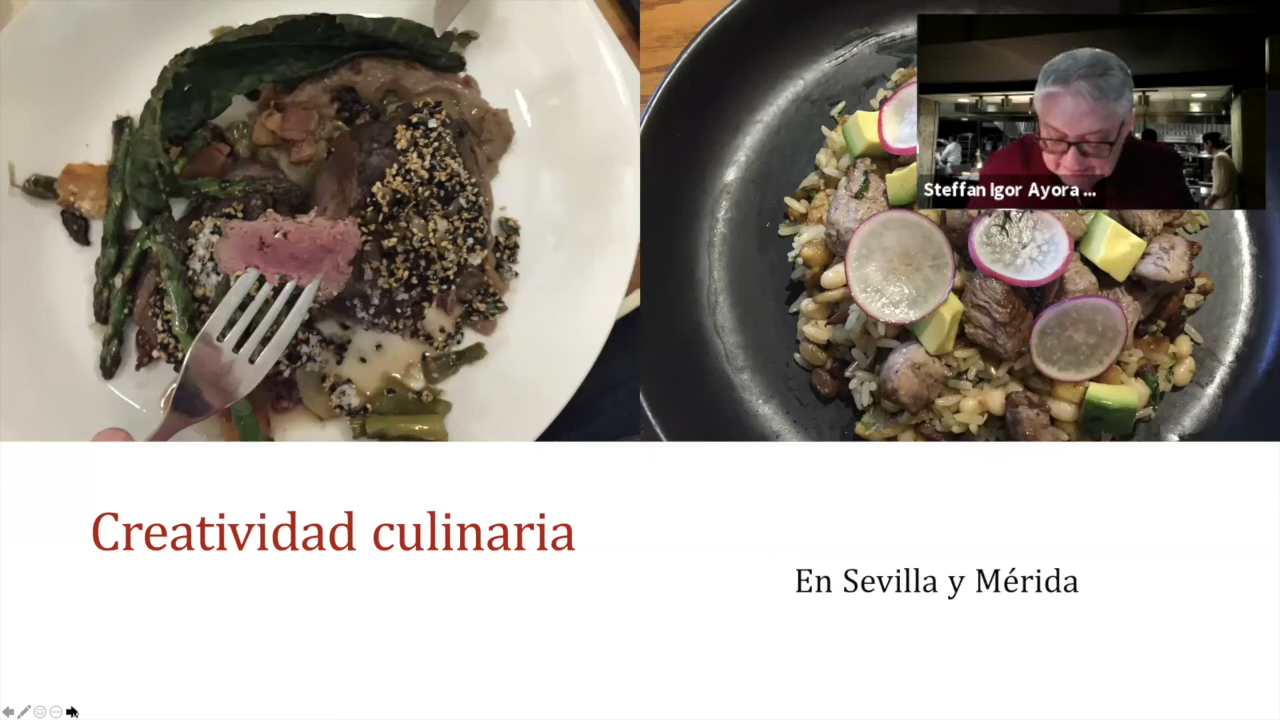 Steffan Igor Ayora ...
Creatividad culinaria
En Sevilla y Mérida